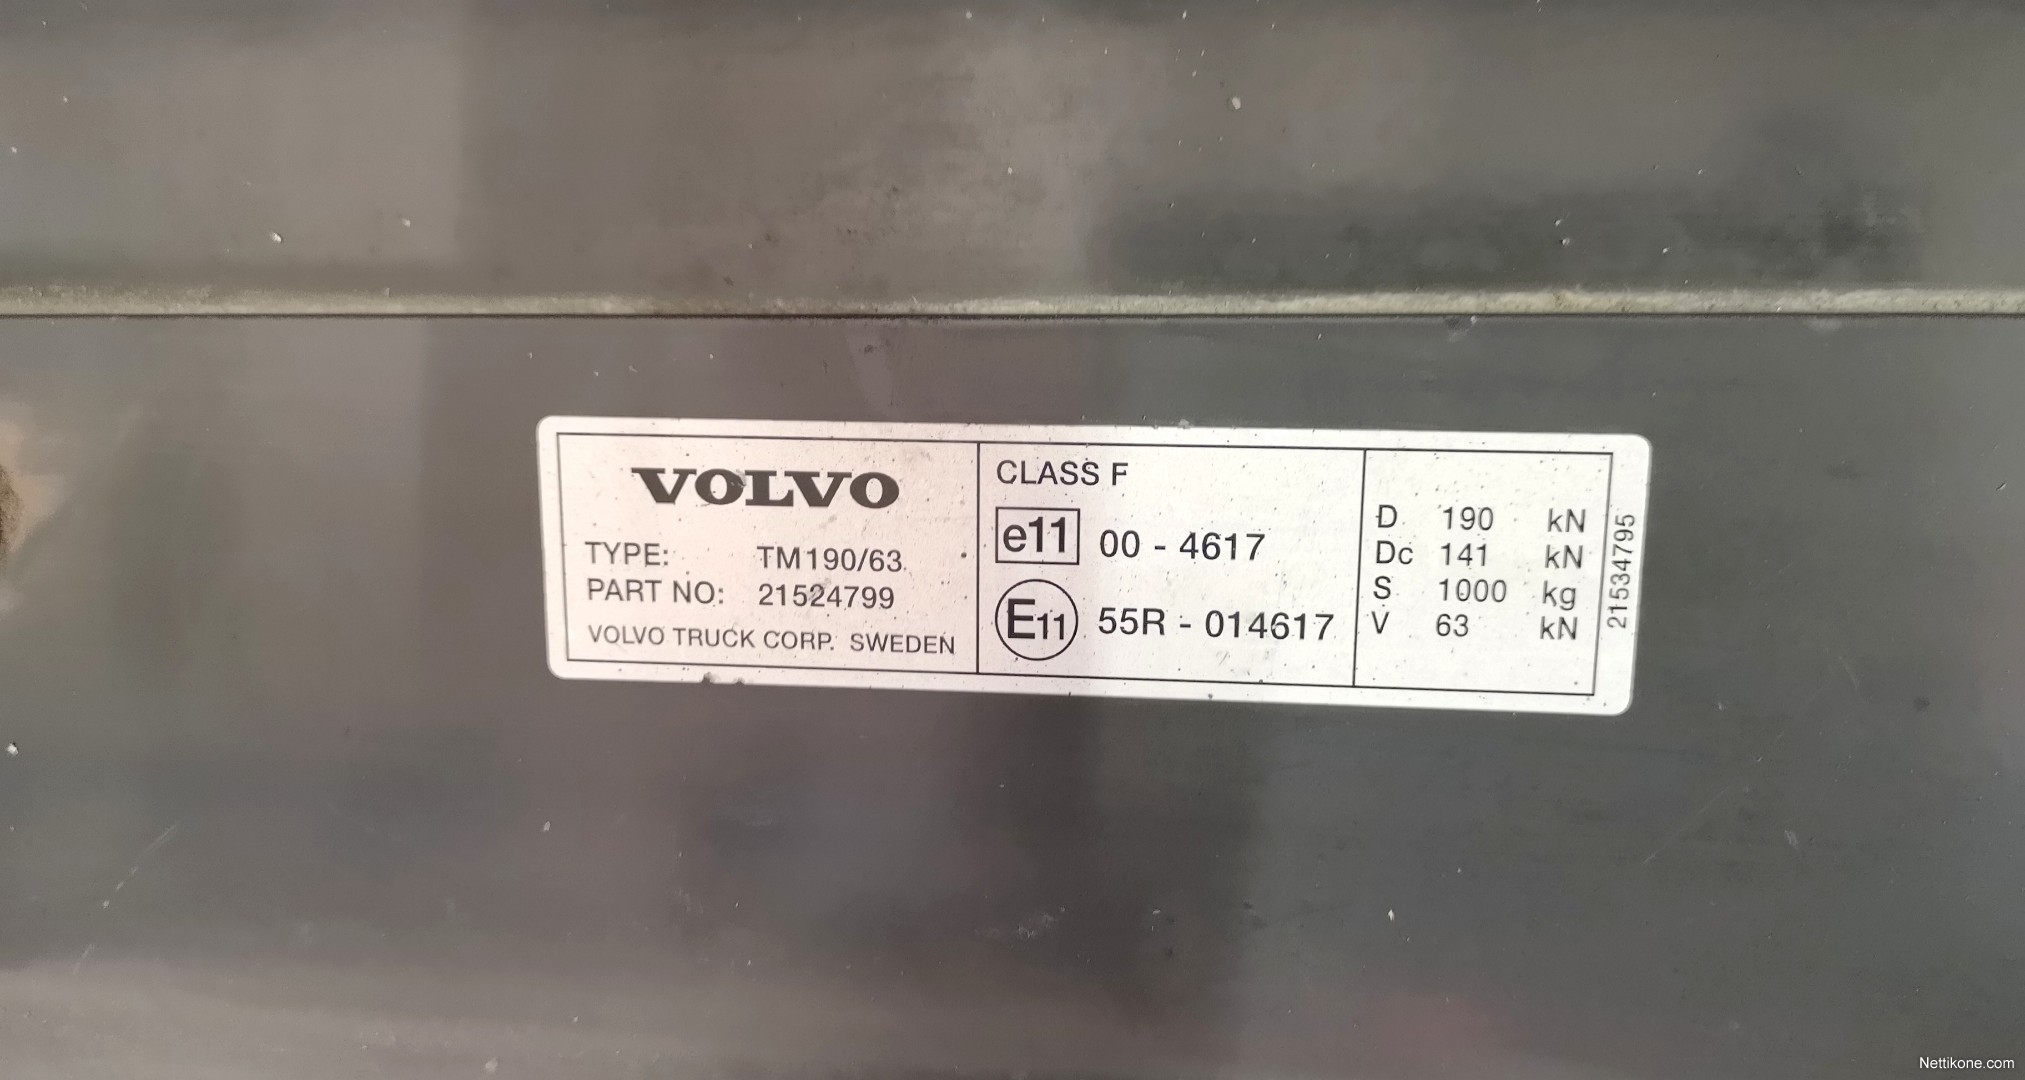 VOLVO
TYPE: TM190/63
PART NO: 21524799
VOLVO TRUCK CORP. SWEDEN
CLASS F
e11 00 - 4617
E11 55R - 014617
D 190 kN
Dc 141 kN
S 1000 kg
V 63 kN
21534795
Nettikone.com